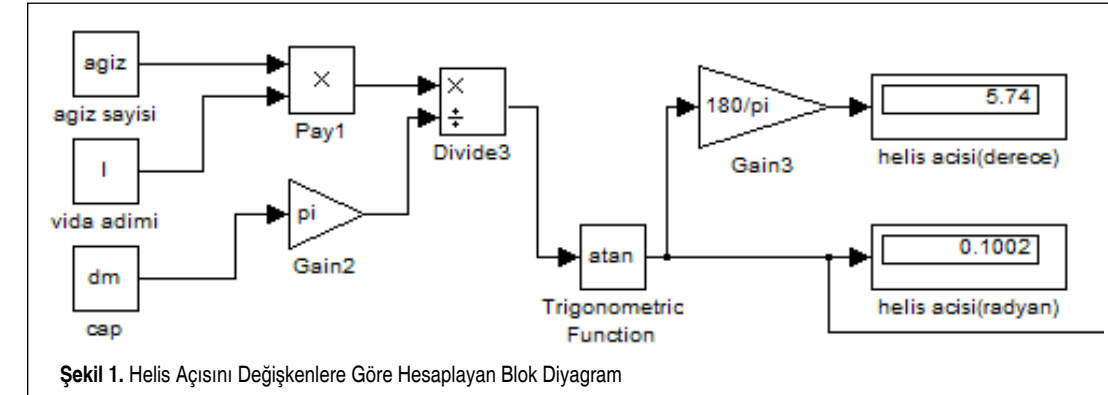 agiz
agiz sayisi
l
vida adimi
dm
cap
×
Pay1
pi
Gain2
×
÷
Divide3
atan
Trigonometric
Function
180/pi
Gain3
5.74
helis acisi(derece)
0.1002
helis acisi(radyan)
Şekil 1. Helis Açısını Değişkenlere Göre Hesaplayan Blok Diyagram